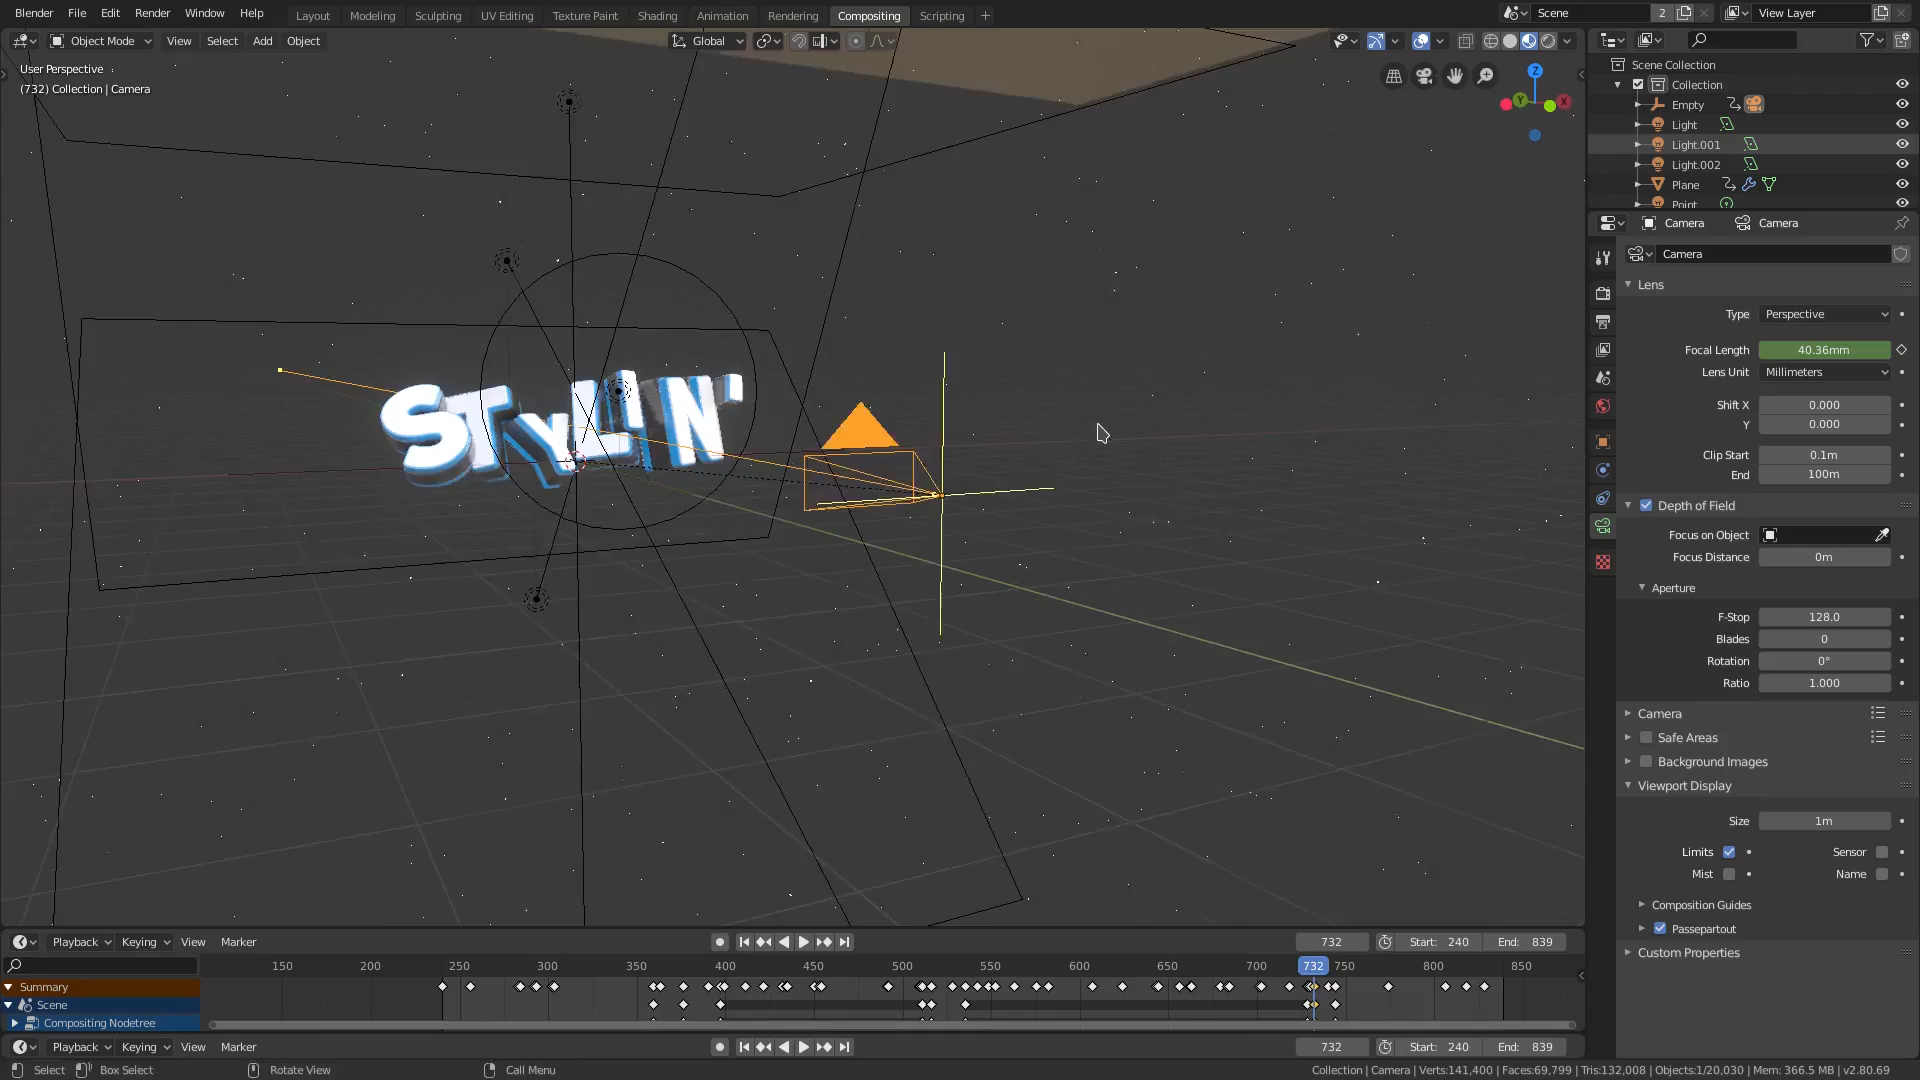 Blender File Edit Render Window Help Layout Modeling Sculpting UV Editing Texture Paint Shading Animation Rendering Compositing Scripting + Scene 2 View Layer
Object Mode View Select Add Object Global
User Perspective
(732) Collection | Camera
Z
Y
X
STyLIN'
Scene Collection
Collection
Empty
Light
Light.001
Light.002
Plane
Point
Camera Camera
Camera
Lens
Type Perspective
Focal Length 40.36mm
Lens Unit Millimeters
Shift X 0.000
Y 0.000
Clip Start 0.1m
End 100m
Depth of Field
Focus on Object
Focus Distance 0m
Aperture
F-Stop 128.0
Blades 0
Rotation 0°
Ratio 1.000
Camera
Safe Areas
Background Images
Viewport Display
Size 1m
Limits Sensor
Mist Name
Composition Guides
Passepartout
Custom Properties
Playback Keying View Marker 732 Start: 240 End: 839
150 200 250 300 350 400 450 500 550 600 650 700 732 750 800 850
Summary
Scene
Compositing Nodetree
Playback Keying View Marker 732 Start: 240 End: 839
Select Box Select Rotate View Call Menu Collection | Camera | Verts:141,400 | Faces:69,799 | Tris:132,008 | Objects:1/20,030 | Mem: 366.5 MB | v2.80.69